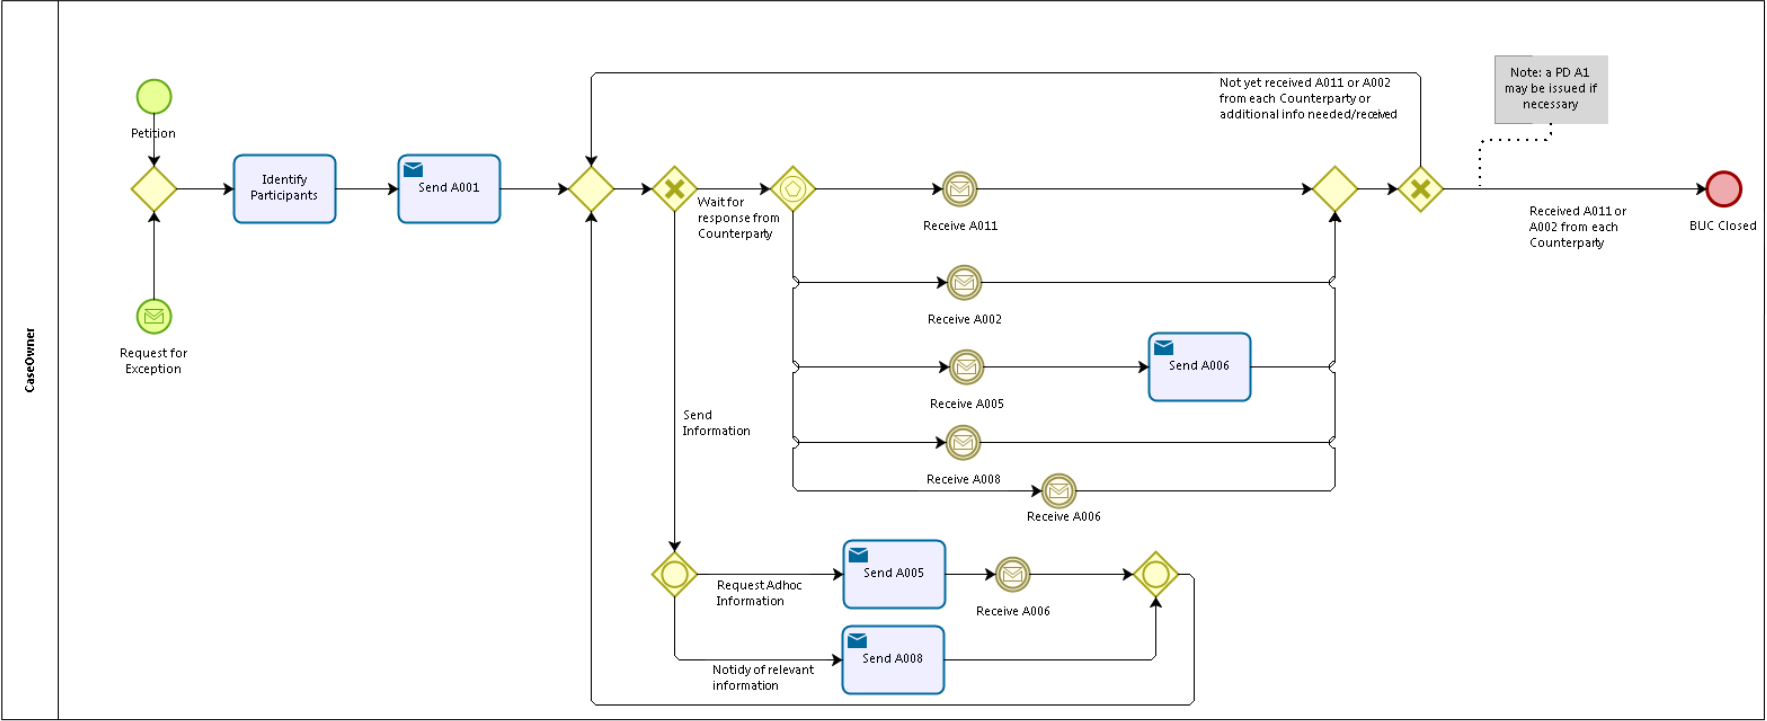 CaseOwner
Petition
Request for
Exception
Identify
Participants
Send A001
Wait for
response from
Counterparty
Send
Information
Receive A011
Receive A002
Receive A005
Send A006
Receive A008
Receive A006
Request Adhoc
Information
Send A005
Receive A006
Notidy of relevant
information
Send A008
Not yet received A011 or A002
from each Counterparty or
additional info needed/received
Note: a PD A1
may be issued if
necessary
Received A011 or
A002 from each
Counterparty
BUC Closed